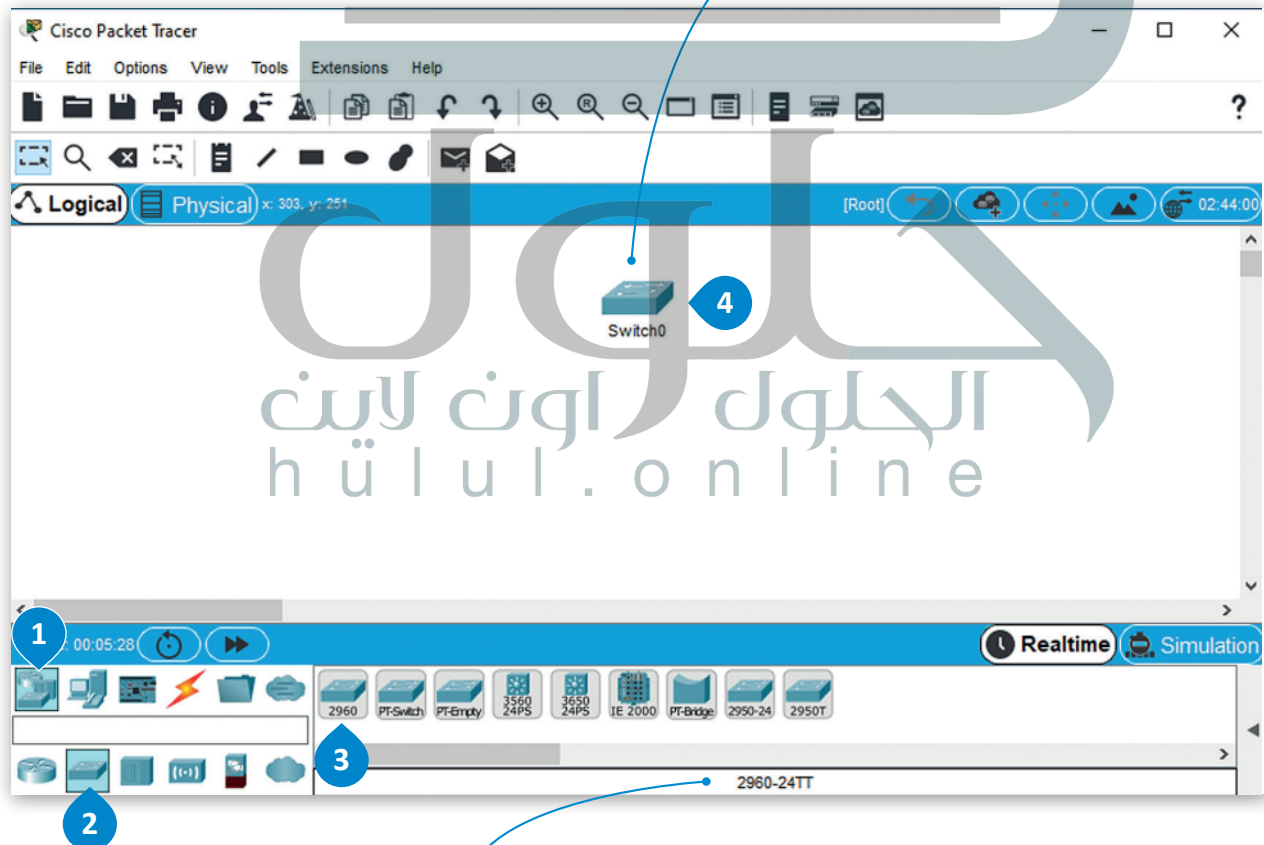 Cisco Packet Tracer
File Edit Options View Tools Extensions Help
?
Logical Physical x: 303, y: 251 [Root] 02:44:00
4
Switch0
حلول
الحلول اون لاين
hülul.online
1
: 00:05:28 Realtime Simulation
2960 PT-Switch PT-Empty 3560 24PS 3650 24PS IE 2000 PT-Bridge 2950-24 2950T
3
2960-24TT
2